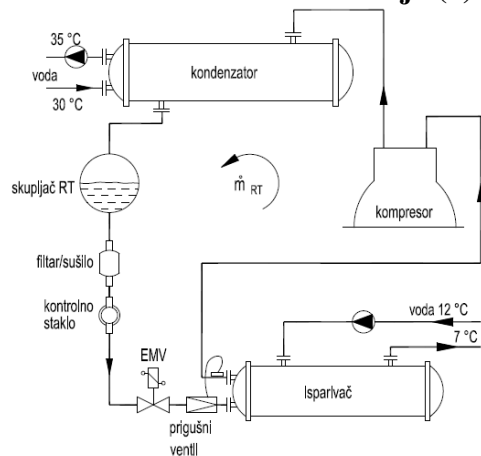 35 °C
voda
30 °C
kondenzator
skupljač RT
ṁ RT
kompresor
filtar/sušilo
kontrolno
staklo
EMV
voda 12 °C
7 °C
Isparivač
prigušni
ventil